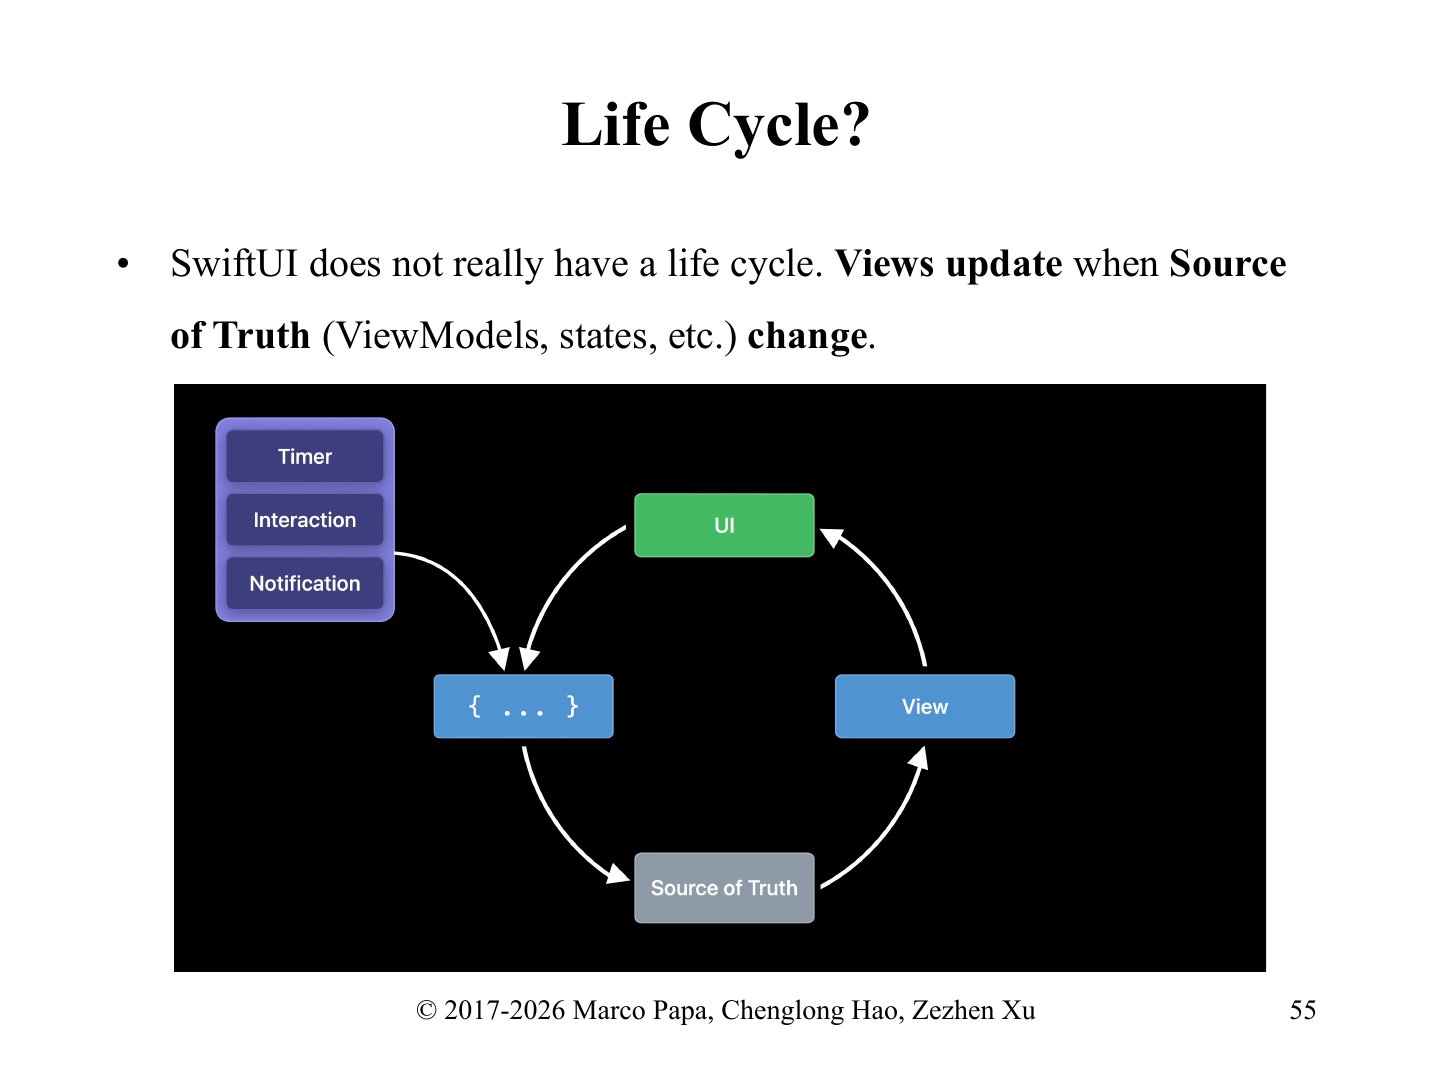 Life Cycle?
• SwiftUI does not really have a life cycle. Views update when Source
of Truth (ViewModels, states, etc.) change.
Timer
Interaction
Notification
UI
{ ... }
View
Source of Truth
© 2017-2026 Marco Papa, Chenglong Hao, Zezhen Xu
55